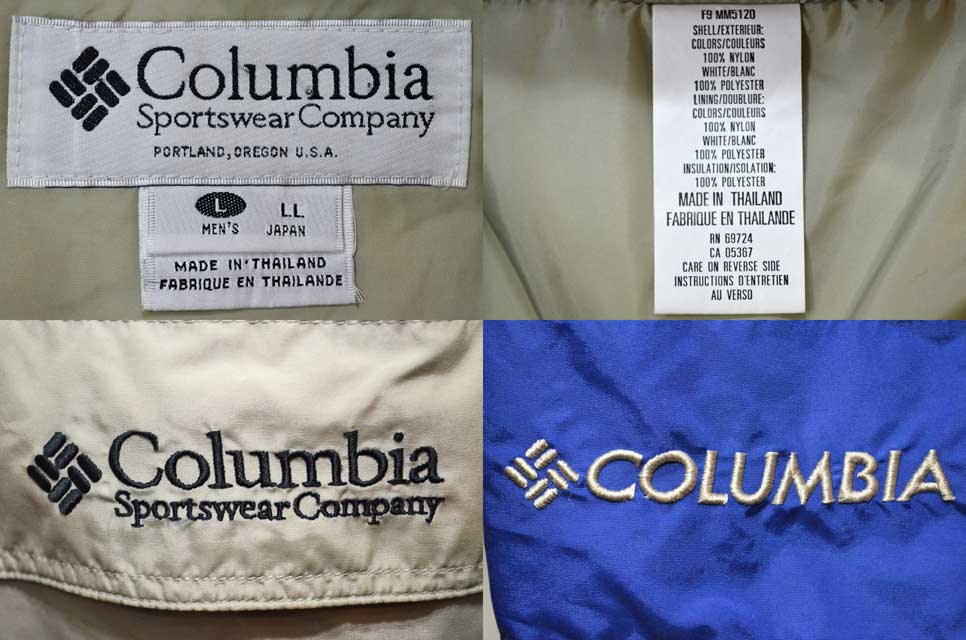 Columbia
Sportswear Company
PORTLAND, OREGON U.S.A.
L
MEN'S
L.L.
JAPAN
MADE IN THAILAND
FABRIQUE EN THAILANDE
F9 MM5120
SHELL/EXTERIEUR:
COLORS/COULEURS
100% NYLON
WHITE/BLANC
100% POLYESTER
LINING/DOUBLURE:
COLORS/COULEURS
100% NYLON
WHITE/BLANC
100% POLYESTER
INSULATION/ISOLATION:
100% POLYESTER
MADE IN THAILAND
FABRIQUE EN THAILANDE
RN 69724
CA 05367
CARE ON REVERSE SIDE
INSTRUCTIONS D'ENTRETIEN
AU VERSO
Columbia
Sportswear Company
COLUMBIA